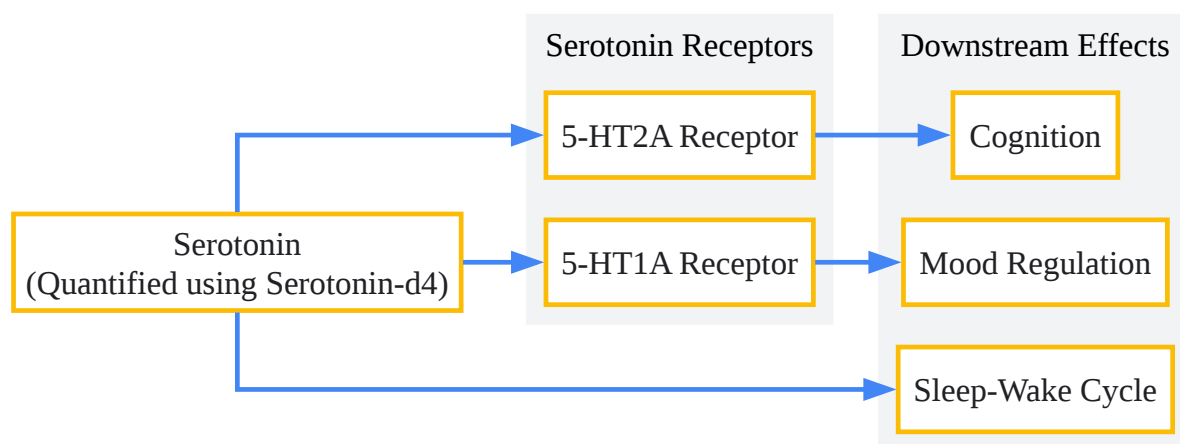 Serotonin Receptors
Downstream Effects
5-HT2A Receptor
Cognition
Serotonin
(Quantified using Serotonin-d4)
5-HT1A Receptor
Mood Regulation
Sleep-Wake Cycle